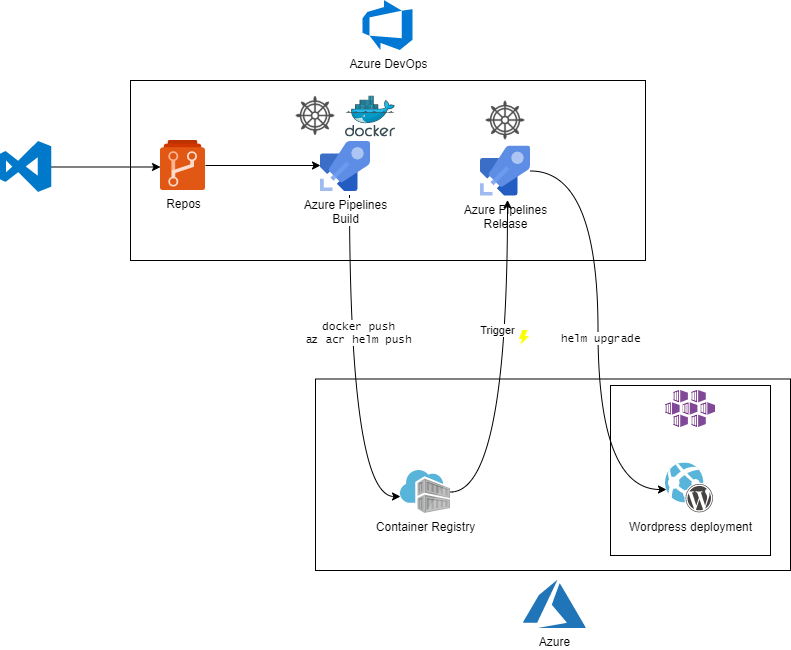 Azure DevOps
docker
Repos
Azure Pipelines
Build
Azure Pipelines
Release
docker push
az acr helm push
Trigger
helm upgrade
Container Registry
Wordpress deployment
Azure